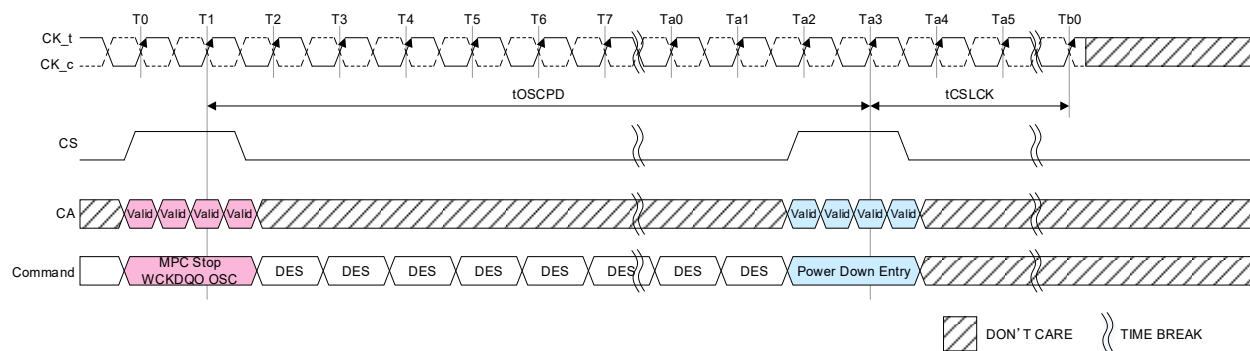 T0 T1 T2 T3 T4 T5 T6 T7 Ta0 Ta1 Ta2 Ta3 Ta4 Ta5 Tb0
CK_t
CK_c
tOSCPD tCSLCK
CS
CA Valid Valid Valid Valid Valid Valid Valid Valid
Command MPC Stop WCKDQO OSC DES DES DES DES DES DES DES DES Power Down Entry
DON'T CARE TIME BREAK